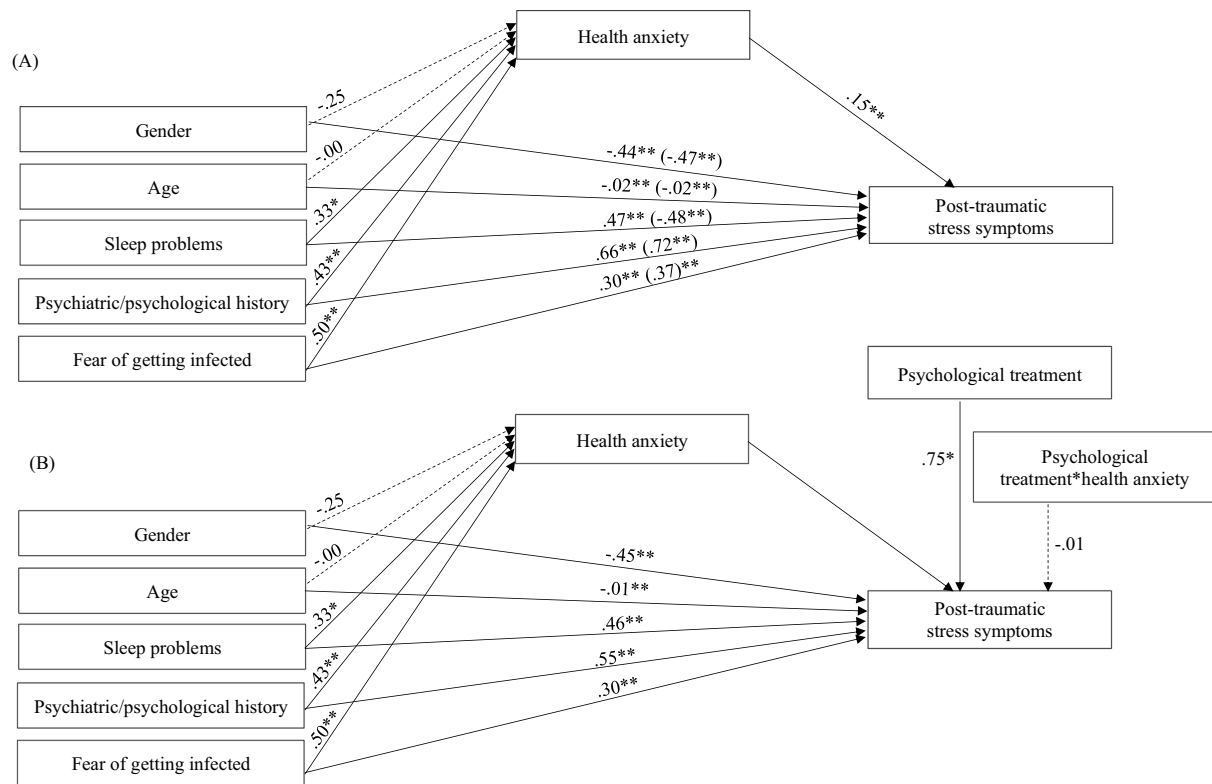 Health anxiety
(A)
-.25
.15**
Gender
-.00
-.44** (-.47**)
Age
-.02** (-.02**)
Post-traumatic
stress symptoms
.33*
.47** (-.48**)
Sleep problems
.43**
.66** (.72**)
Psychiatric/psychological history
.30** (.37)**
.50**
Fear of getting infected
Psychological treatment
Health anxiety
(B)
.75*
Psychological
treatment*health anxiety
-.25
Gender
-.00
-.45**
-.01
Age
-.01**
Post-traumatic
stress symptoms
.33*
.46**
Sleep problems
.43**
.55**
Psychiatric/psychological history
.30**
.50**
Fear of getting infected